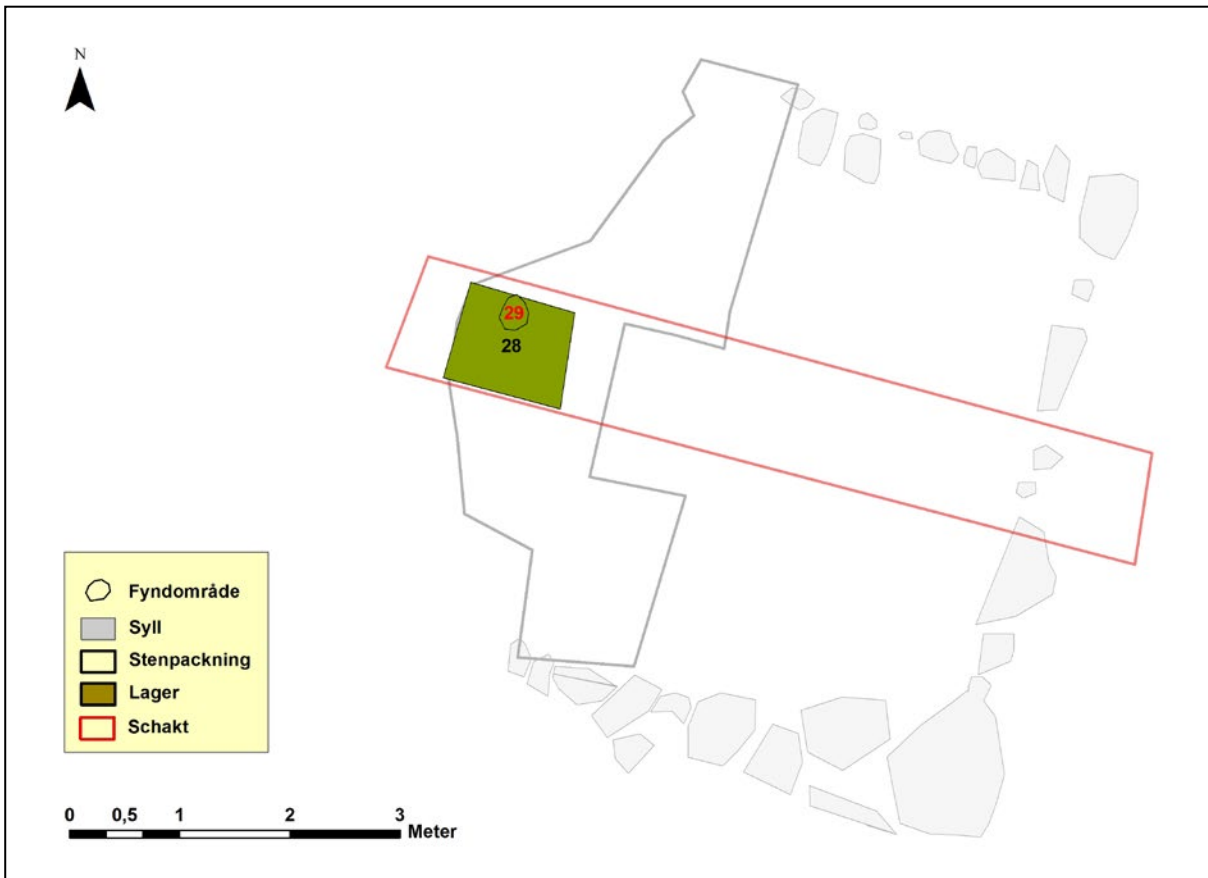 N
29
28
Fyndområde
Syll
Stenpackning
Lager
Schakt
0 0,5 1 2 3
Meter